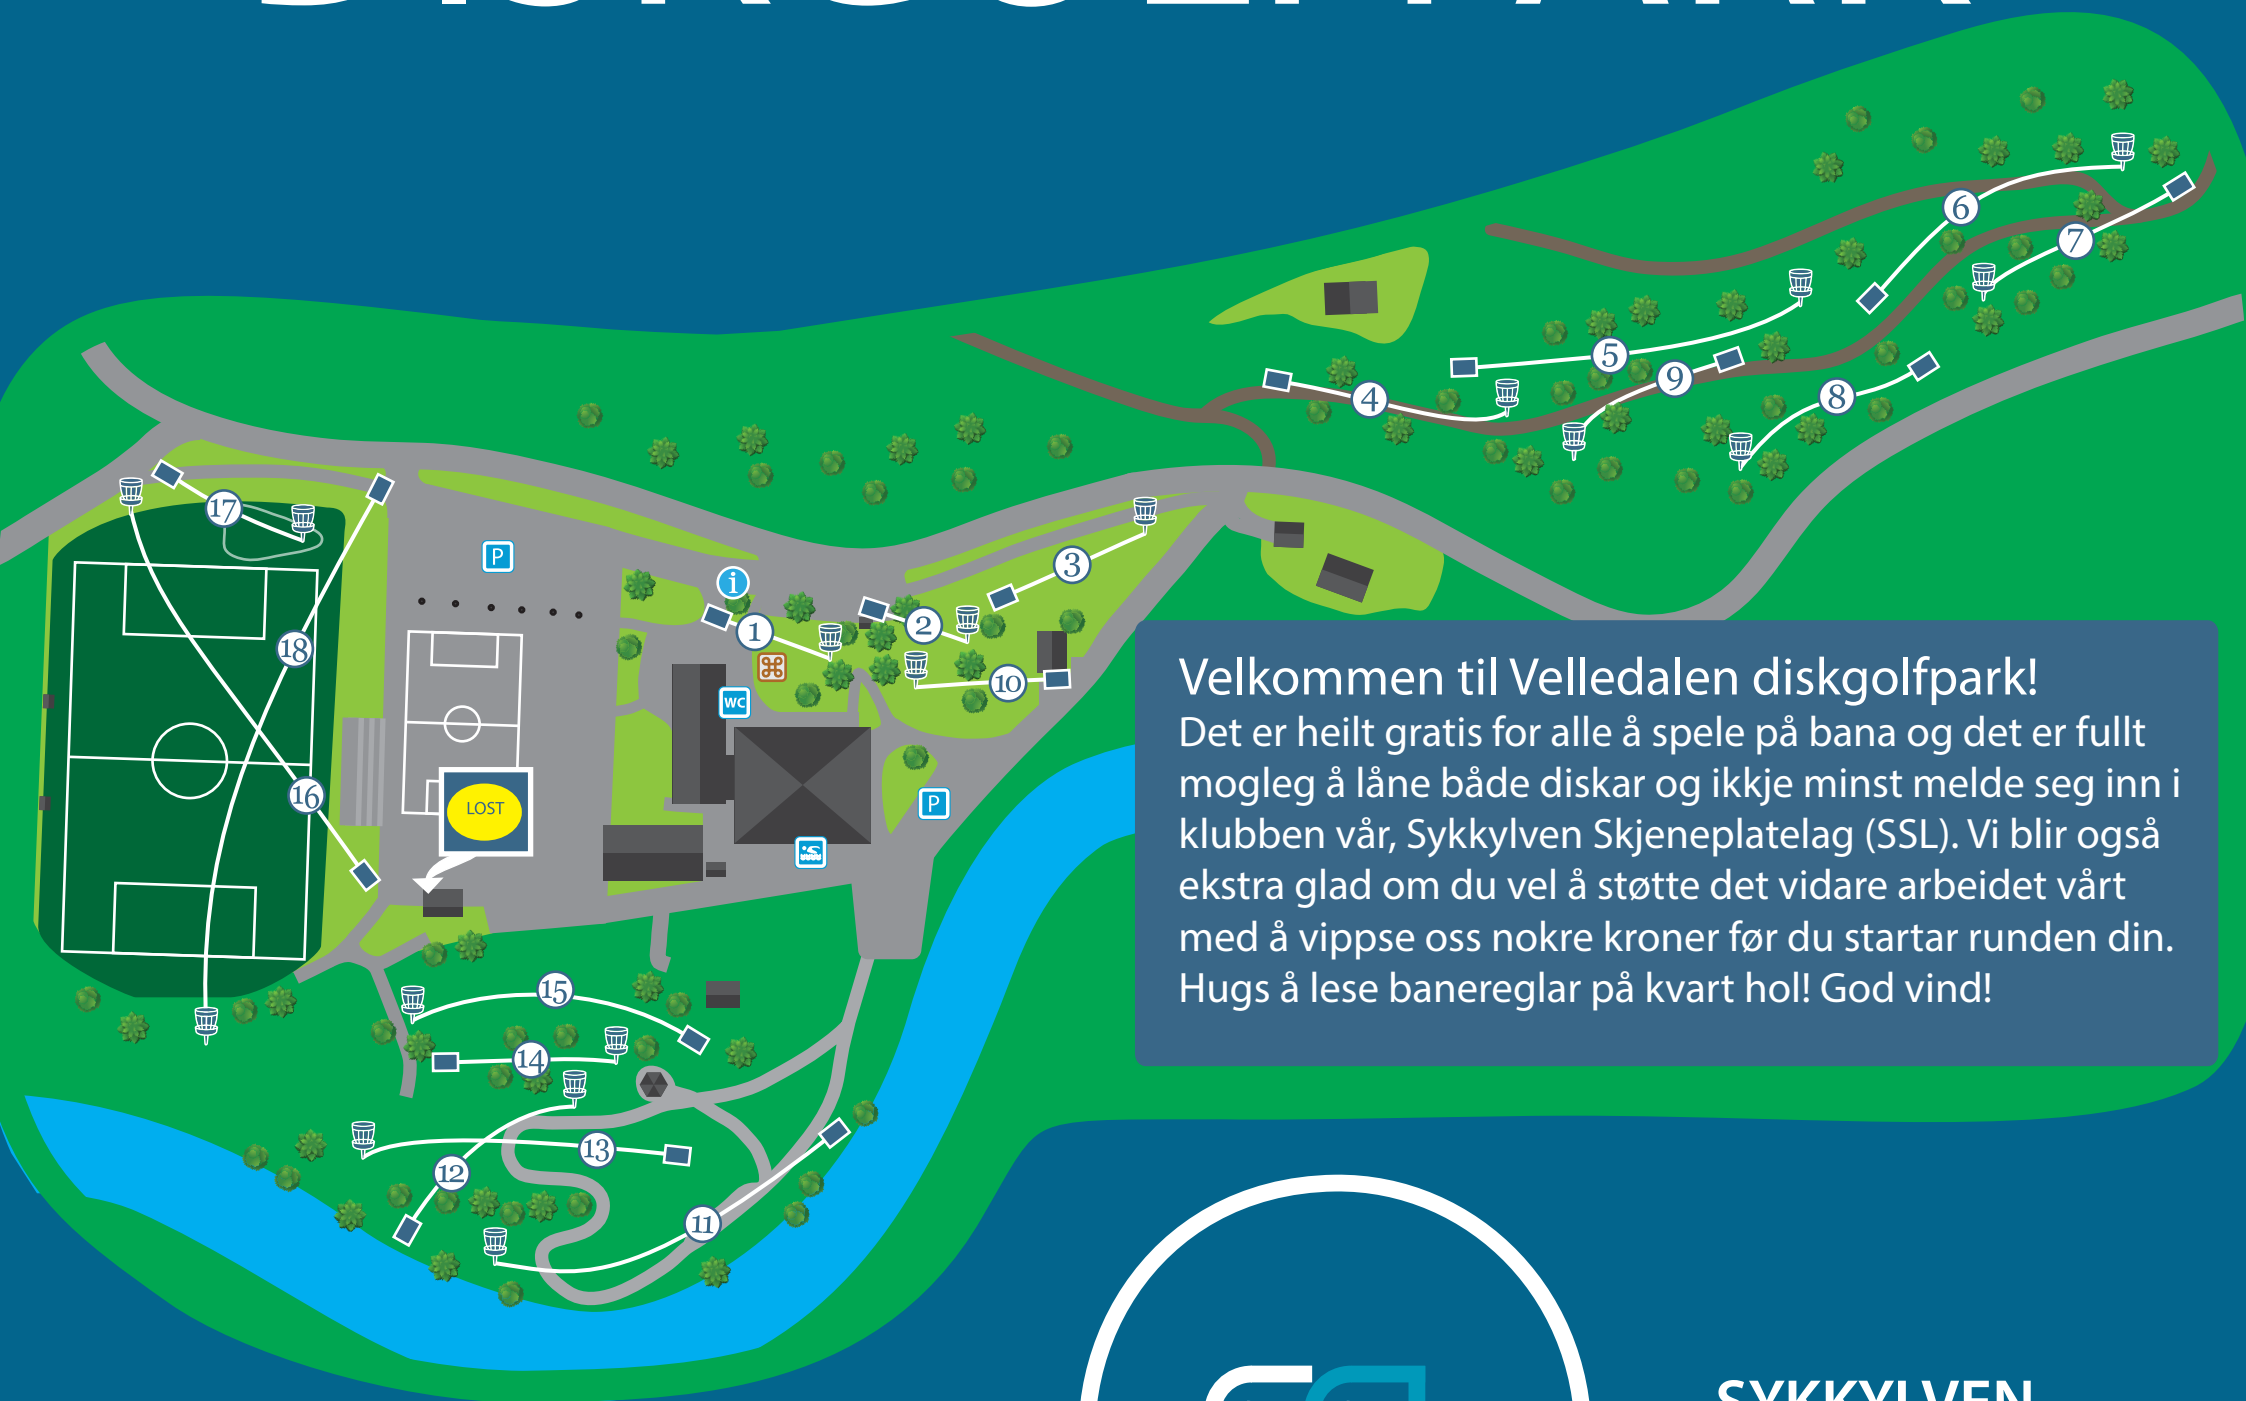 6
7
5
9
4
8
17
P
i
3
1
2
18
10
WC
16
LOST
P
15
14
13
12
11
Velkommen til Velledalen diskgolfpark!
Det er heilt gratis for alle å spele på bana og det er fullt
mogleg å låne både diskar og ikkje minst melde seg inn i
klubben vår, Sykkylven Skjeneplatelag (SSL). Vi blir også
ekstra glad om du vel å støtte det vidare arbeidet vårt
med å vippse oss nokre kroner før du startar runden din.
Hugs å lese banereglar på kvart hol! God vind!
SYKKYLVEN